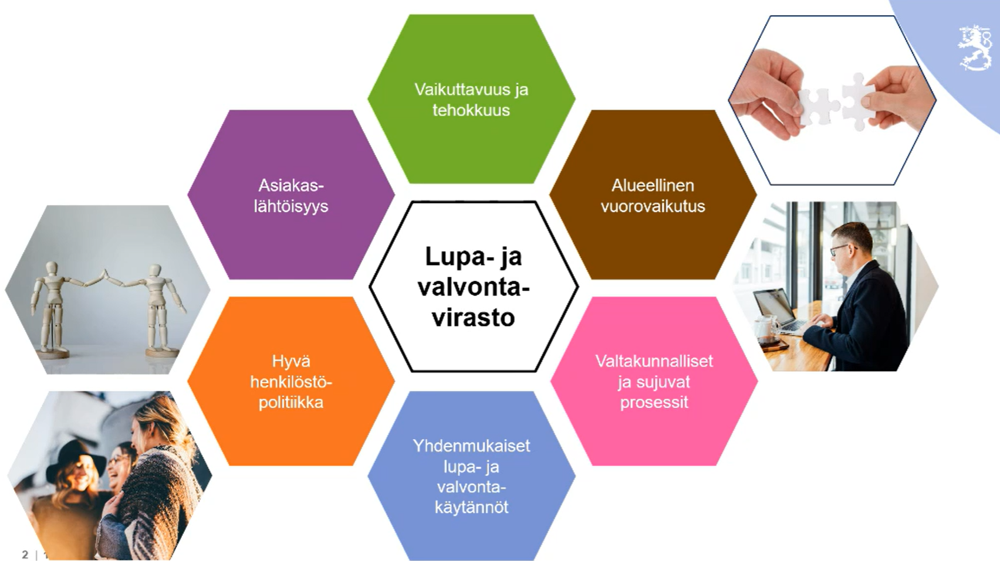 Vaikuttavuus ja
tehokkuus
Asiakas-
lähtöisyys
Alueellinen
vuorovaikutus
Lupa- ja
valvonta-
virasto
Hyvä
henkilöstö-
politiikka
Valtakunnalliset
ja sujuvat
prosessit
Yhdenmukaiset
lupa- ja
valvonta-
käytännöt
2 |